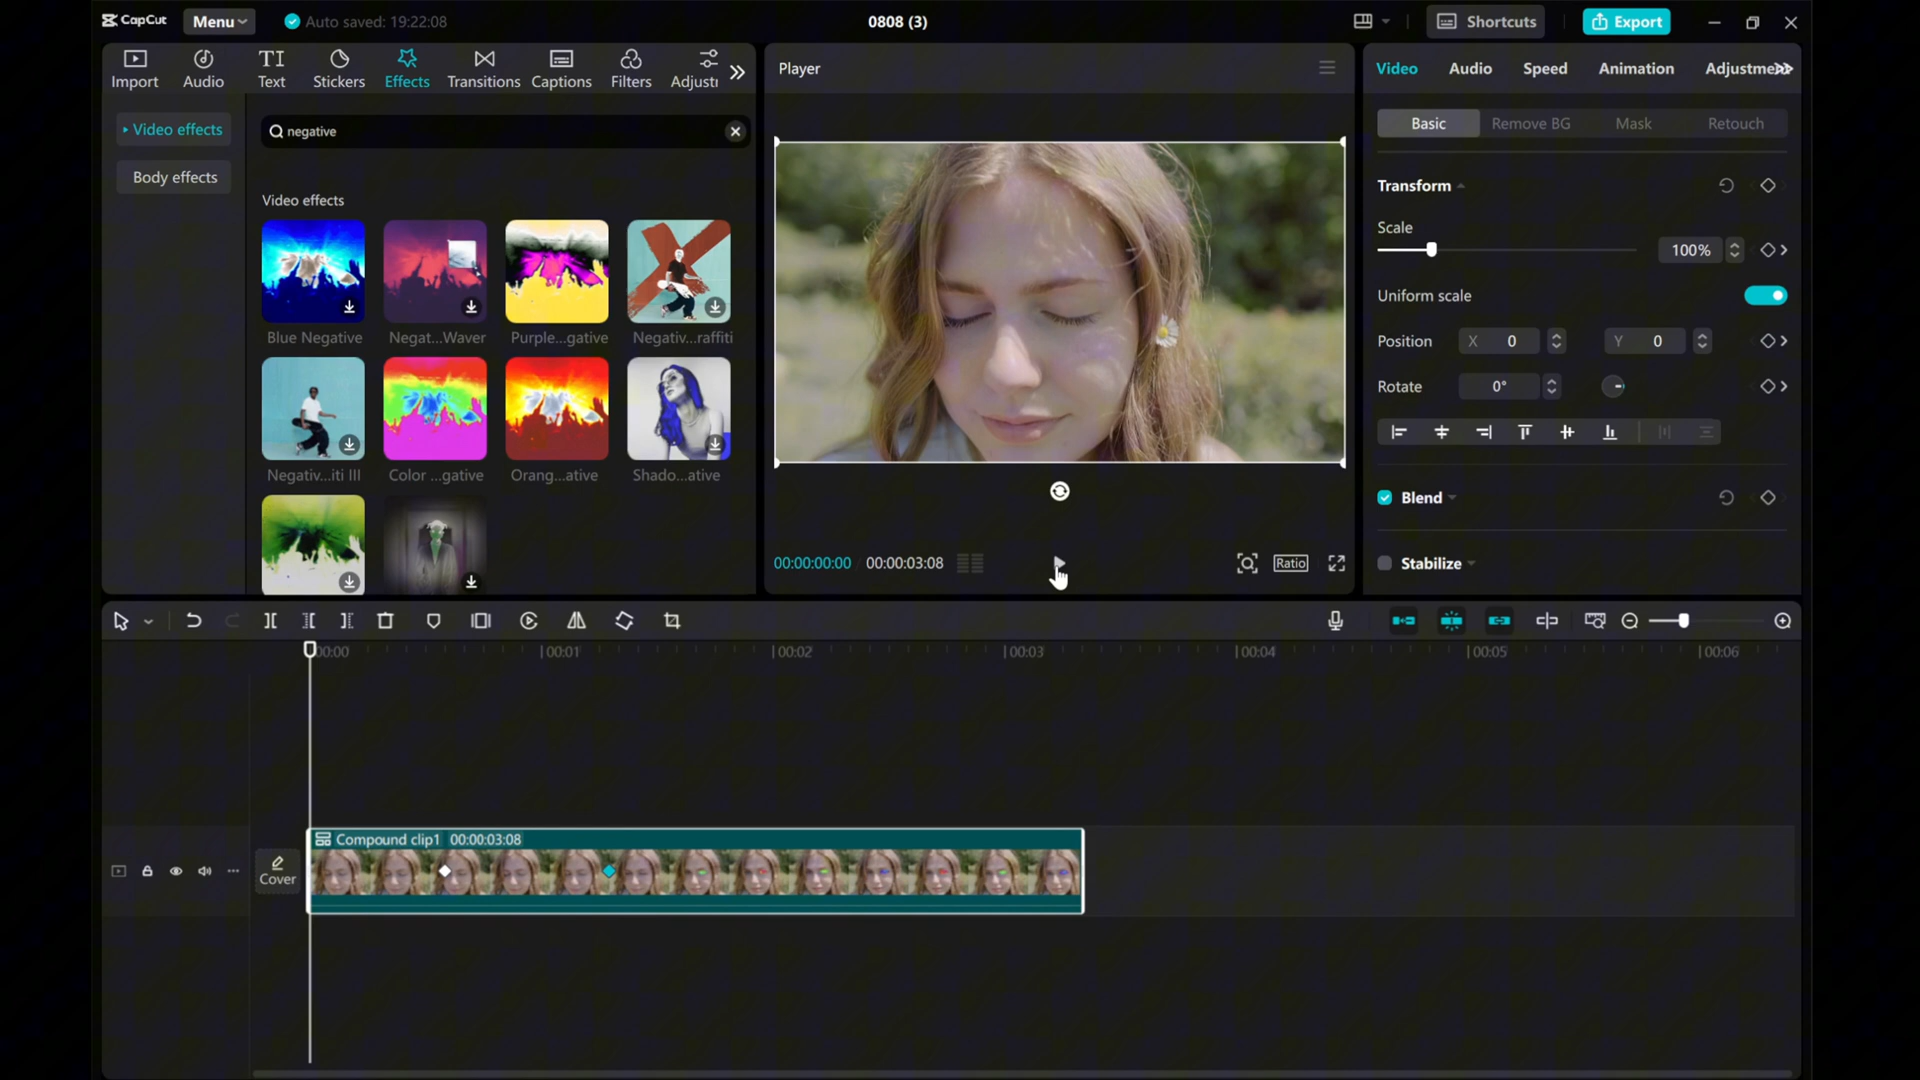 CapCut
Menu
Auto saved: 19:22:08
0808 (3)
Shortcuts
Export
Import
Audio
TI
Text
Stickers
Effects
Transitions
Captions
Filters
Adjustr
Video effects
Body effects
negative
Video effects
Blue Negative
Negat...Waver
Purple...gative
Negativ...raffiti
Negativ...iti III
Color ...gative
Orang...ative
Shado...ative
Player
00:00:00:00
00:00:03:08
Ratio
Video
Audio
Speed
Animation
Adjustment
Basic
Remove BG
Mask
Retouch
Transform
Scale
100%
Uniform scale
Position
X
0
Y
0
Rotate
0°
Blend
Stabilize
00:00
00:01
00:02
00:03
00:04
00:05
00:06
Cover
Compound clip1
00:00:03:08